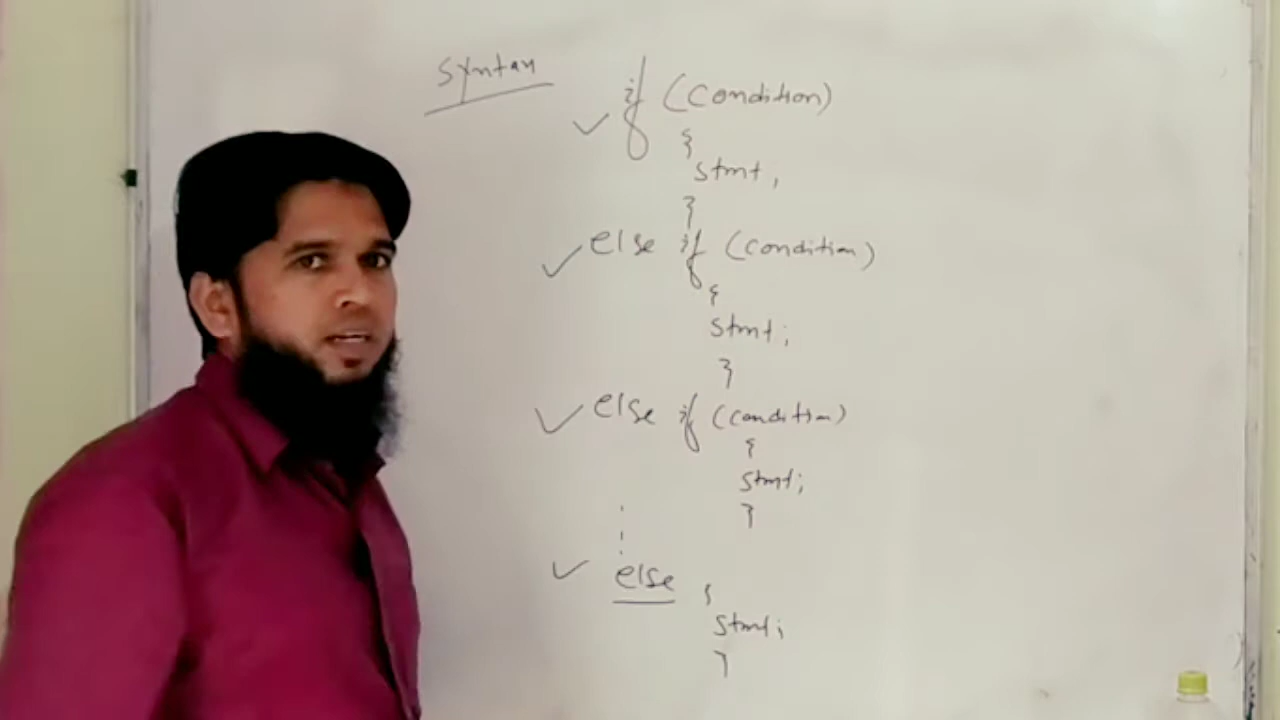 Syntax
if (Condition)
{
stmt,
}
else if (condition)
{
stmt;
}
else if (condition)
{
stmt;
}
else {
stmt;
}